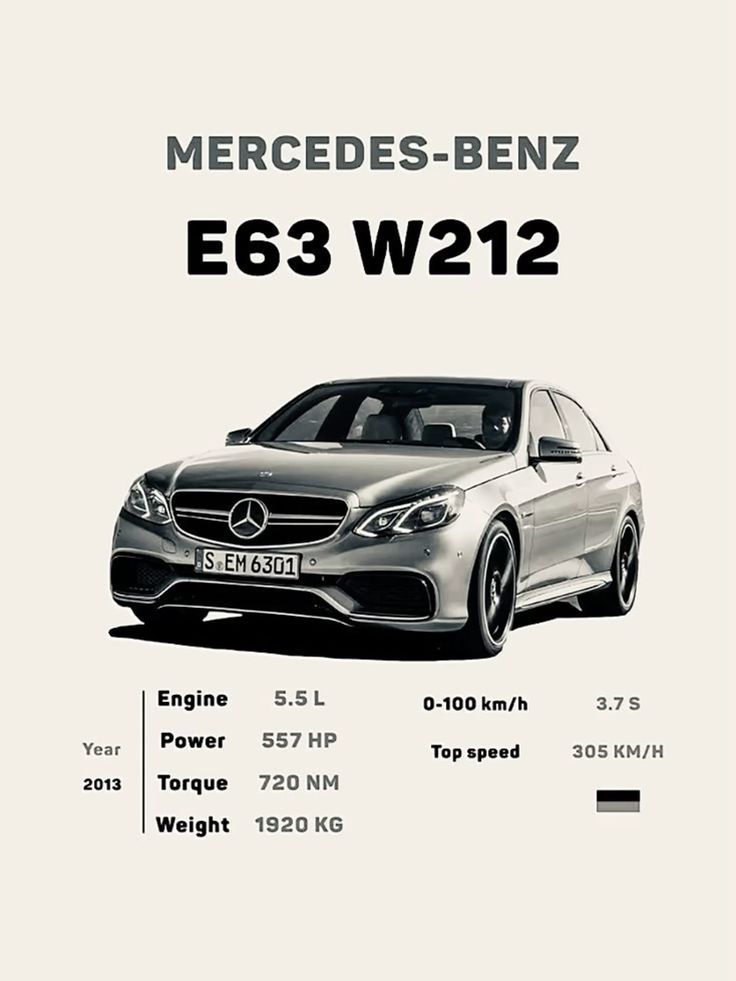 MERCEDES-BENZ
E63 W212
S EM 6301
Year
2013
Engine 5.5 L
Power 557 HP
Torque 720 NM
Weight 1920 KG
0-100 km/h 3.7 S
Top speed 305 KM/H